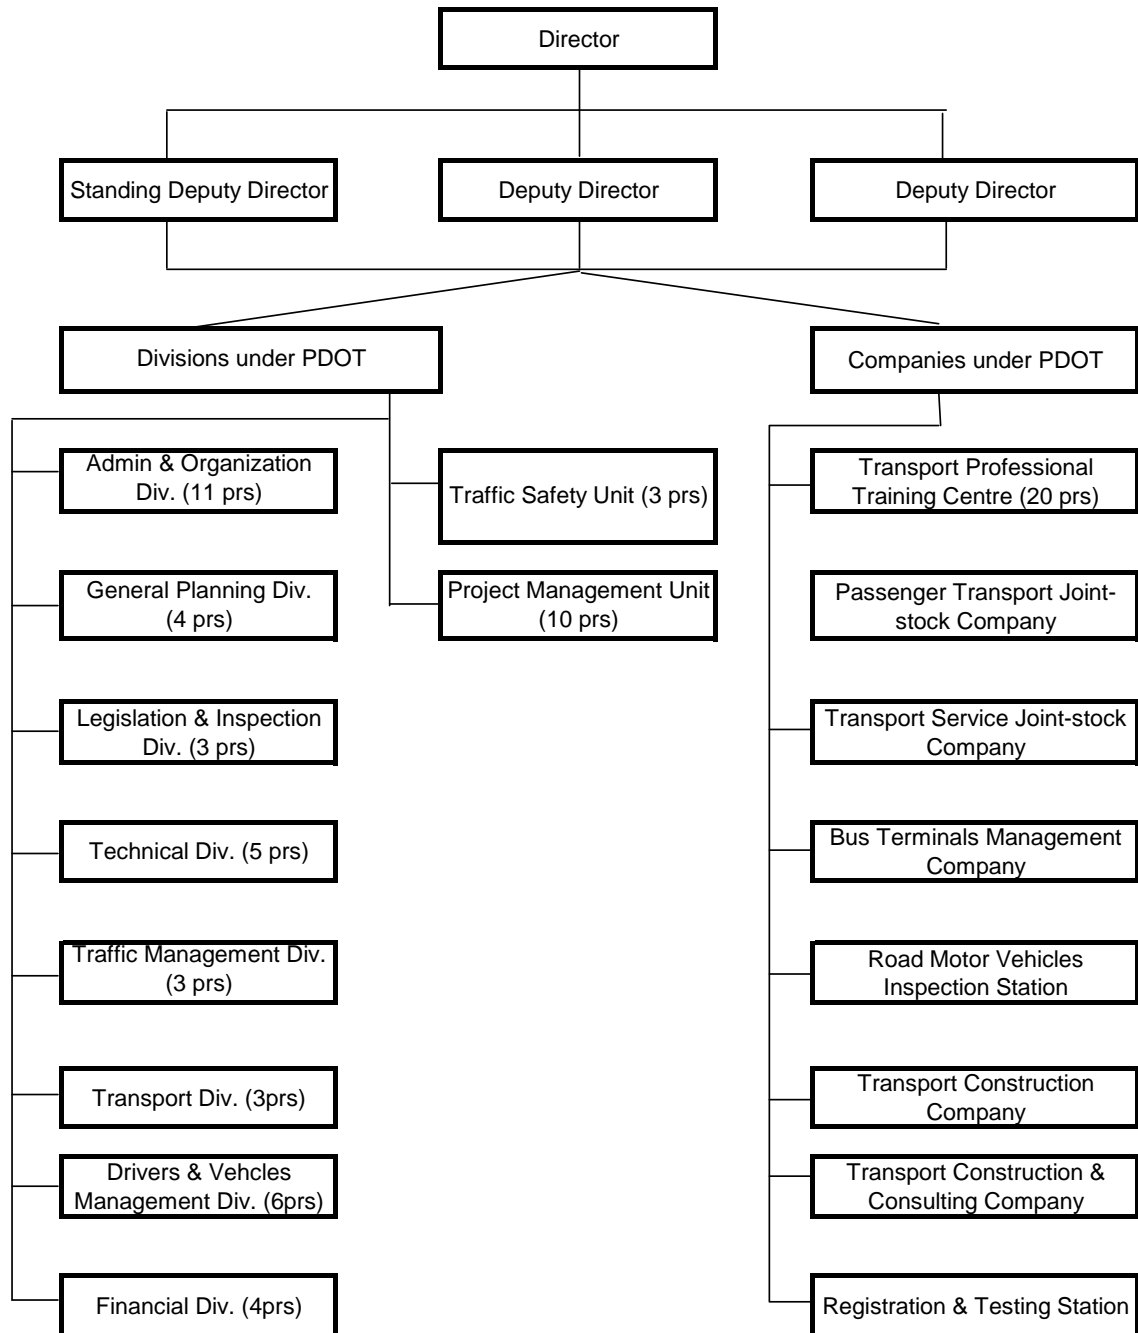 Director
Standing Deputy Director
Deputy Director
Deputy Director
Divisions under PDOT
Companies under PDOT
Admin & Organization
Div. (11 prs)
Traffic Safety Unit (3 prs)
Transport Professional
Training Centre (20 prs)
General Planning Div.
(4 prs)
Project Management Unit
(10 prs)
Passenger Transport Joint-
stock Company
Legislation & Inspection
Div. (3 prs)
Transport Service Joint-stock
Company
Technical Div. (5 prs)
Bus Terminals Management
Company
Traffic Management Div.
(3 prs)
Road Motor Vehicles
Inspection Station
Transport Div. (3prs)
Transport Construction
Company
Drivers & Vehcles
Management Div. (6prs)
Transport Construction &
Consulting Company
Financial Div. (4prs)
Registration & Testing Station